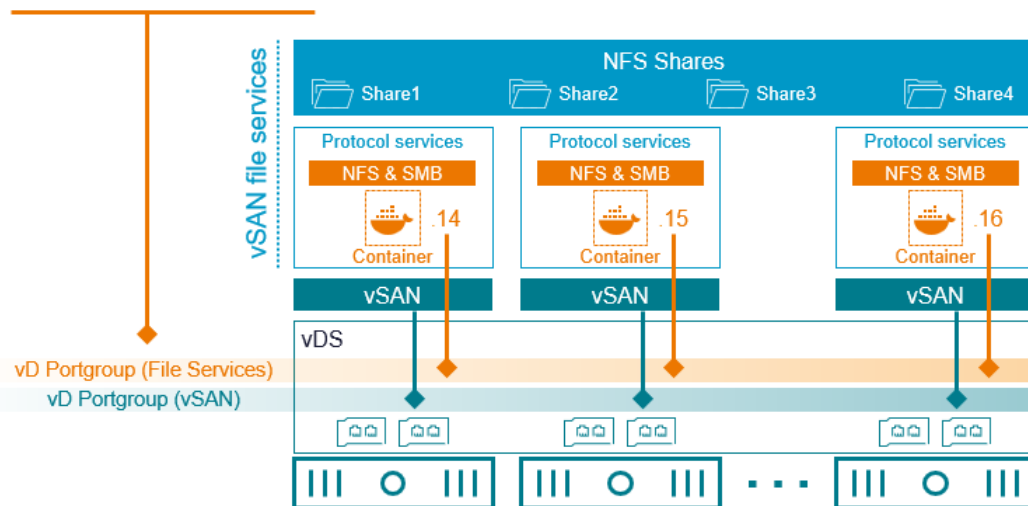 vSAN file services
NFS Shares
Share1 Share2 Share3 Share4
Protocol services Protocol services Protocol services
NFS & SMB NFS & SMB NFS & SMB
.14 .15 .16
Container Container Container
vSAN vSAN vSAN
vDS
vD Portgroup (File Services)
vD Portgroup (vSAN)